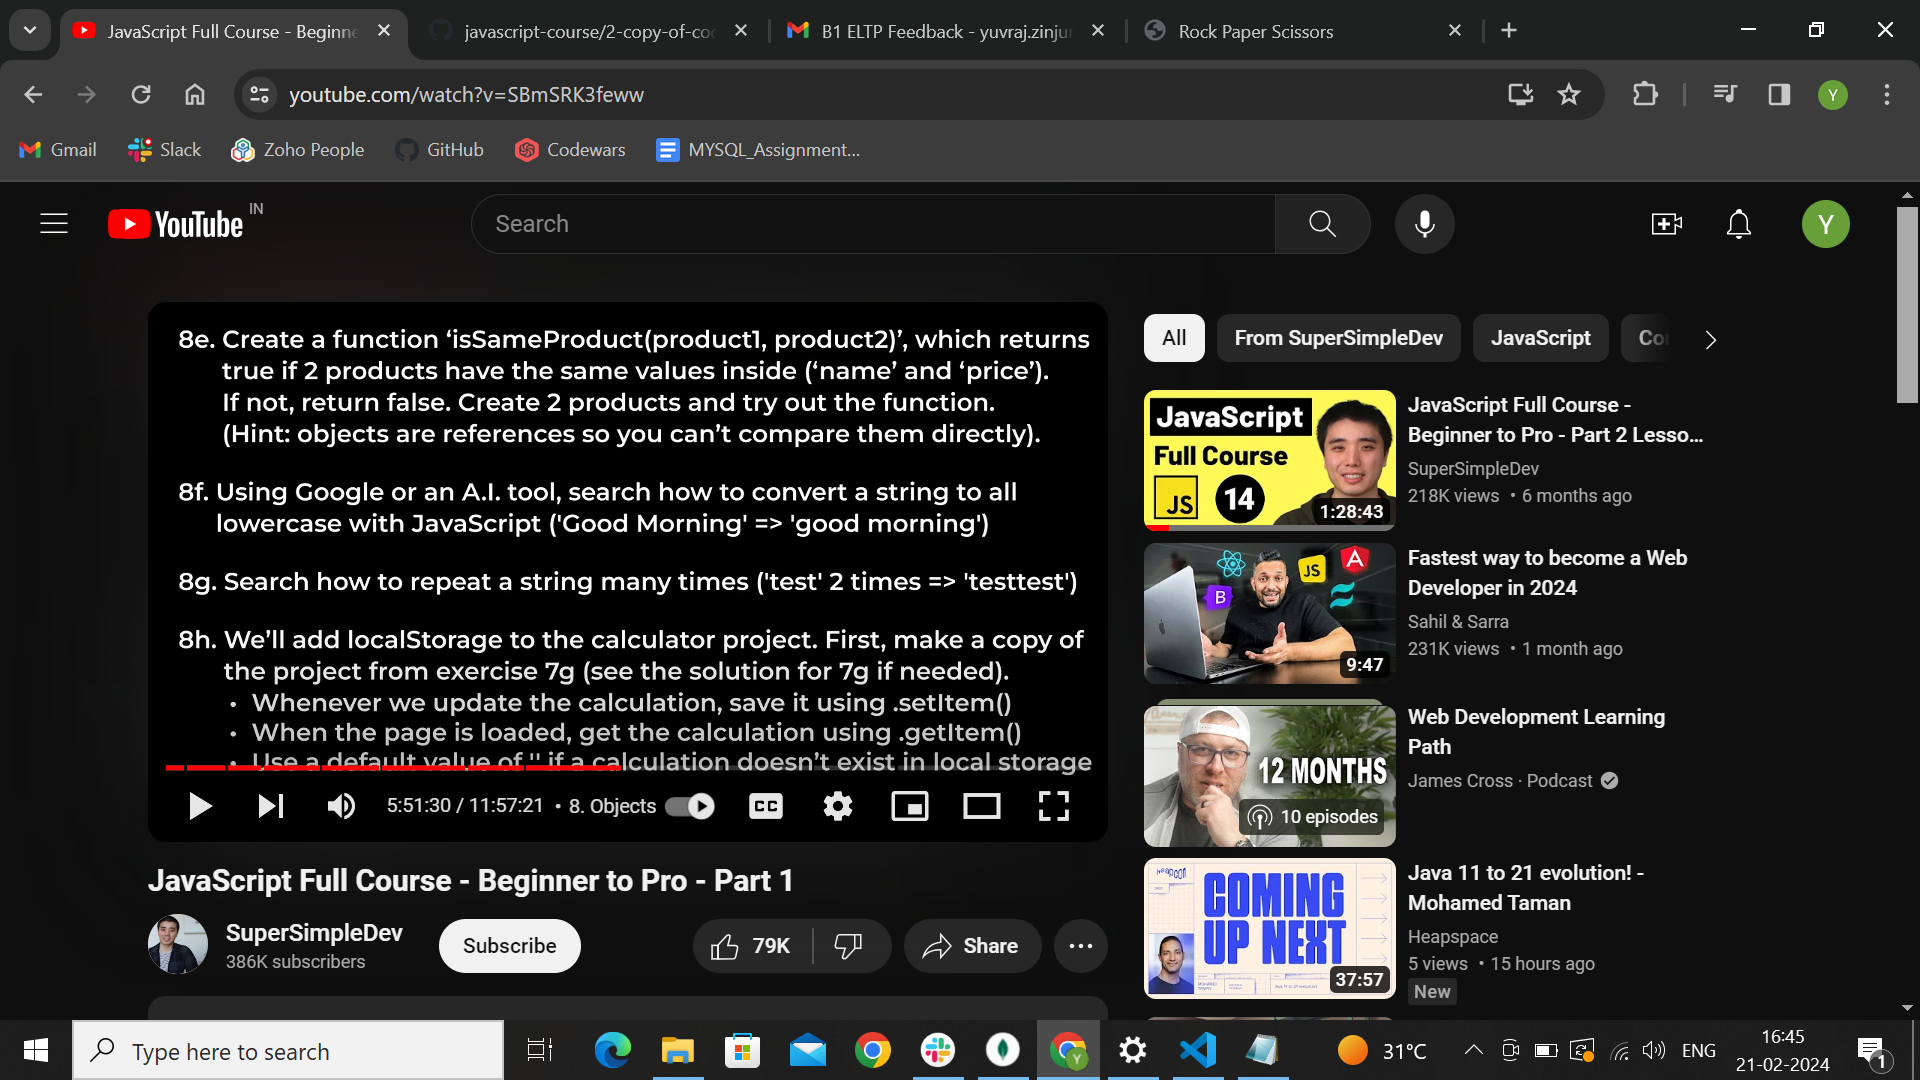 JavaScript Full Course - Beginne
javascript-course/2-copy-of-co
B1 ELTP Feedback - yuvraj.zinju
Rock Paper Scissors
youtube.com/watch?v=SBmSRK3feww
Y
Gmail
Slack
Zoho People
GitHub
Codewars
MYSQL_Assignment...
YouTube IN
Search
Y
8e. Create a function ‘isSameProduct(product1, product2)’, which returns
true if 2 products have the same values inside (‘name’ and ‘price’).
If not, return false. Create 2 products and try out the function.
(Hint: objects are references so you can’t compare them directly).
8f. Using Google or an A.I. tool, search how to convert a string to all
lowercase with JavaScript ('Good Morning' => 'good morning')
8g. Search how to repeat a string many times ('test' 2 times => 'testtest')
8h. We’ll add localStorage to the calculator project. First, make a copy of
the project from exercise 7g (see the solution for 7g if needed).
• Whenever we update the calculation, save it using .setItem()
• When the page is loaded, get the calculation using .getItem()
• Use a default value of '' if a calculation doesn’t exist in local storage
5:51:30 / 11:57:21 • 8. Objects
CC
JavaScript Full Course - Beginner to Pro - Part 1
SuperSimpleDev
386K subscribers
Subscribe
79K
Share
All
From SuperSimpleDev
JavaScript
Co
JavaScript
Full Course
JS
14
1:28:43
JavaScript Full Course -
Beginner to Pro - Part 2 Lesso...
SuperSimpleDev
218K views • 6 months ago
JS
B
9:47
Fastest way to become a Web
Developer in 2024
Sahil & Sarra
231K views • 1 month ago
12 MONTHS
10 episodes
Web Development Learning
Path
James Cross · Podcast
COMING
UP NEXT
37:57
Java 11 to 21 evolution! -
Mohamed Taman
Heapspace
5 views • 15 hours ago
New
Type here to search
Y
31°C
ENG
16:45
21-02-2024
1